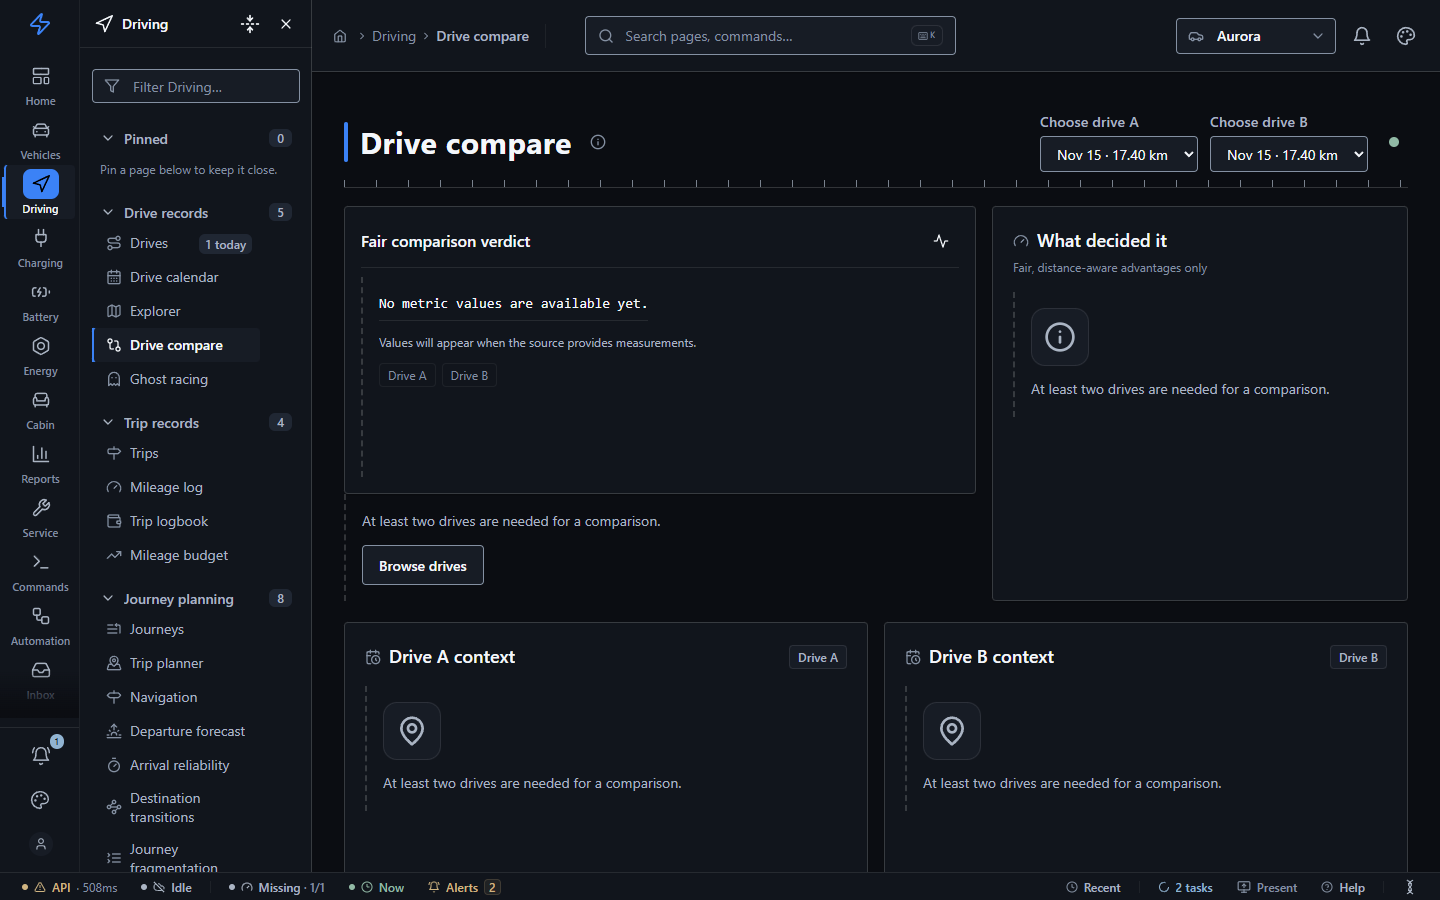 Driving
Driving
Drive compare
Search pages, commands...
K
Aurora
Home
Vehicles
Driving
Charging
Battery
Energy
Cabin
Reports
Service
Commands
Automation
Inbox
1
Filter Driving...
Pinned
0
Pin a page below to keep it close.
Drive records
5
Drives
1 today
Drive calendar
Explorer
Drive compare
Ghost racing
Trip records
4
Trips
Mileage log
Trip logbook
Mileage budget
Journey planning
8
Journeys
Trip planner
Navigation
Departure forecast
Arrival reliability
Destination
transitions
Journey
fragmentation
Drive compare
Choose drive A
Nov 15 · 17.40 km
Choose drive B
Nov 15 · 17.40 km
Fair comparison verdict
No metric values are available yet.
Values will appear when the source provides measurements.
Drive A
Drive B
At least two drives are needed for a comparison.
Browse drives
What decided it
Fair, distance-aware advantages only
At least two drives are needed for a comparison.
Drive A context
Drive A
At least two drives are needed for a comparison.
Drive B context
Drive B
At least two drives are needed for a comparison.
API · 508ms
Idle
Missing · 1/1
Now
Alerts 2
Recent
2 tasks
Present
Help